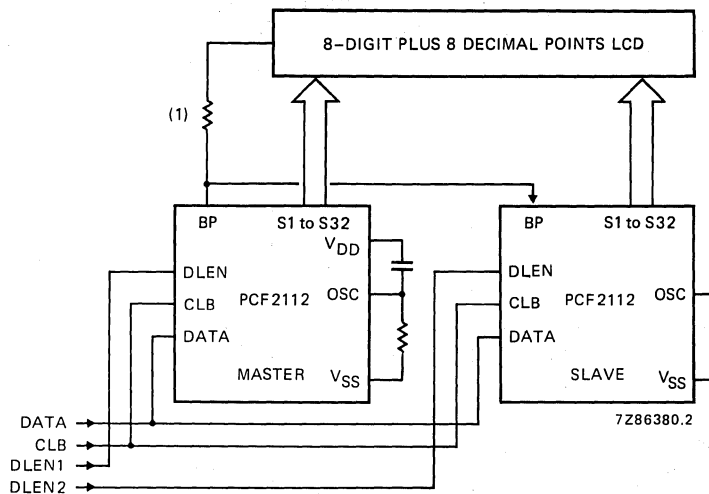 8-DIGIT PLUS 8 DECIMAL POINTS LCD
(1)
BP
S1 to S32
VDD
DLEN
CLB
PCF2112
OSC
DATA
MASTER
VSS
BP
S1 to S32
DLEN
CLB
PCF2112
OSC
DATA
SLAVE
VSS
7Z86380.2
DATA
CLB
DLEN1
DLEN2